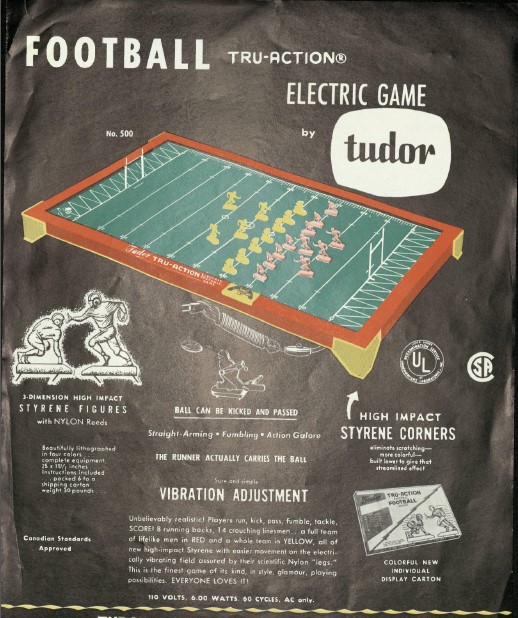 FOOTBALL TRU-ACTION®
ELECTRIC GAME
by tudor
No. 500
Tudor TRU-ACTION
UL
3-DIMENSION HIGH IMPACT
STYRENE FIGURES
with NYLON Reeds
Beautifully lithographed
in four colors
complete equipment.
instructions included
packed 6 to a
shipping carton
weight 30 pounds
Canadian Standards
Approved
BALL CAN BE KICKED AND PASSED
Straight-Arming • Fumbling • Action Galore
THE RUNNER ACTUALLY CARRIES THE BALL
Sure and simple
VIBRATION ADJUSTMENT
Unbelievably realistic! Players run, kick, pass, fumble, tackle,
SCORE! 8 running backs, 14 crouching linesmen... a full team
of lifelike men in RED and a whole team in YELLOW, all of
new high-impact Styrene with easier movement on the electri-
cally vibrating field assured by their scientific Nylon "legs."
This is the finest game of its kind, in style, glamour, playing
possibilities. EVERYONE LOVES IT!
110 VOLTS, 6.00 WATTS, 60 CYCLES, AC only.
HIGH IMPACT
STYRENE CORNERS
eliminate scratching—
more colorful—
built lower to give that
streamlined effect
TRU-ACTION
FOOTBALL
COLORFUL NEW
INDIVIDUAL
DISPLAY CARTON